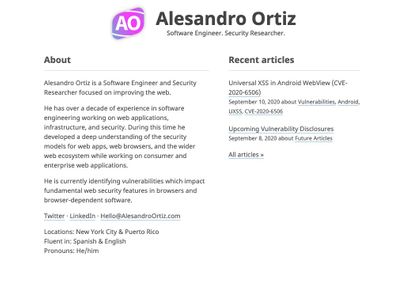 AO
Alesandro Ortiz
Software Engineer. Security Researcher.
About
Alesandro Ortiz is a Software Engineer and Security
Researcher focused on improving the web.
He has over a decade of experience in software
engineering working on web applications,
infrastructure, and security. During this time he
developed a deep understanding of the security
models for web apps, web browsers, and the wider
web ecosystem while working on consumer and
enterprise web applications.
He is currently identifying vulnerabilities which impact
fundamental web security features in browsers and
browser-dependent software.
Twitter · LinkedIn · Hello@AlesandroOrtiz.com
Locations: New York City & Puerto Rico
Fluent in: Spanish & English
Pronouns: He/him
Recent articles
Universal XSS in Android WebView (CVE-
2020-6506)
September 10, 2020 about Vulnerabilities, Android,
UXSS, CVE-2020-6506
Upcoming Vulnerability Disclosures
September 8, 2020 about Future Articles
All articles »